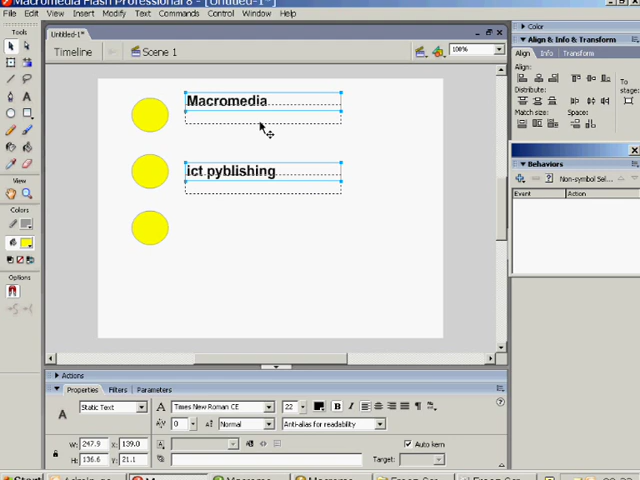 Macromedia Flash Professional 8 - [Untitled-1*]
File Edit View Insert Modify Text Commands Control Window Help
Tools
Untitled-1*
Timeline Scene 1 100%
Color
Align & Info & Transform
Align Info Transform
Align:
To stage:
Distribute:
Match size: Space:
Macromedia
ict pyblishing
Behaviors
Non-symbol Sel...
Event Action
View
Colors
Options
Actions
Properties Filters Parameters
A Static Text A Times New Roman CE 22 B I
A/V 0 Normal Anti-alias for readability
W: 247.9 X: 139.0 Auto kern
H: 136.6 Y: 21.1 Target: